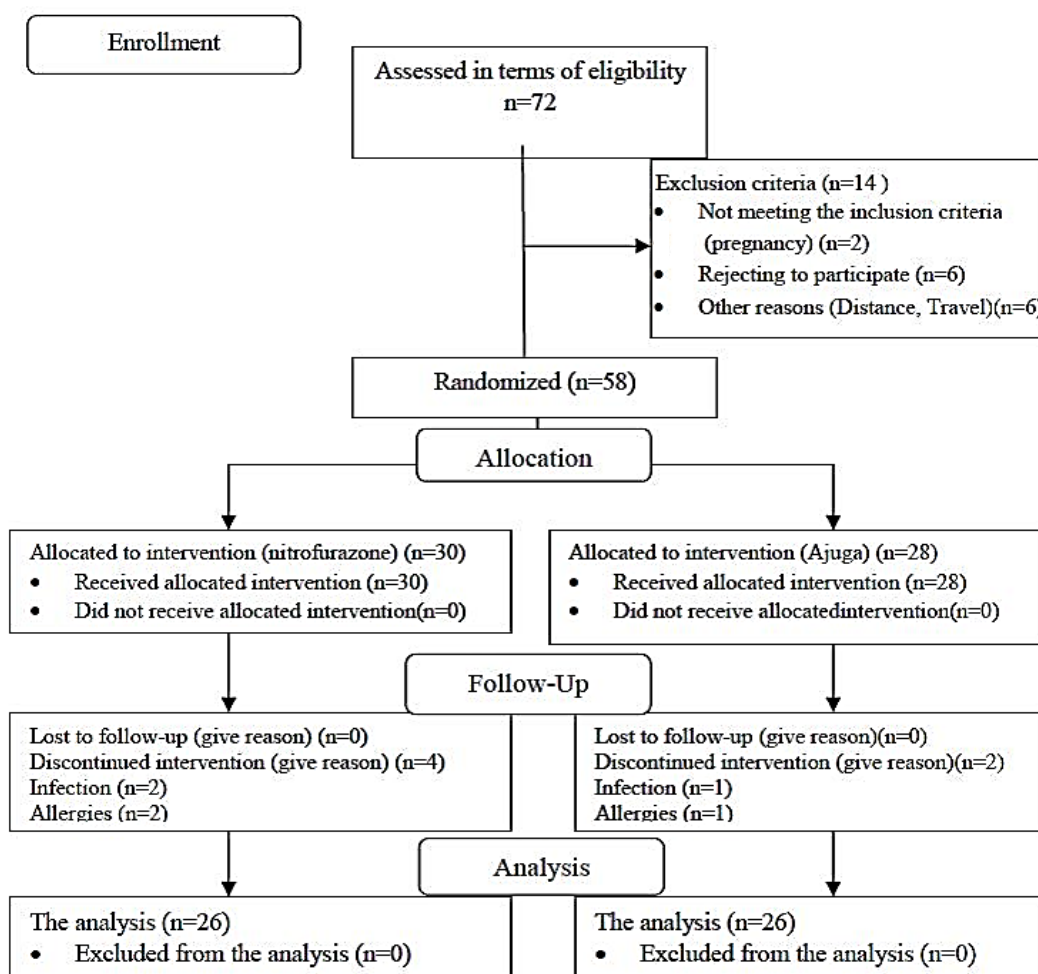 Enrollment
Assessed in terms of eligibility
n=72
Exclusion criteria (n=14 )
• Not meeting the inclusion criteria
(pregnancy) (n=2)
• Rejecting to participate (n=6)
• Other reasons (Distance, Travel)(n=6)
Randomized (n=58)
Allocation
Allocated to intervention (nitrofurazone) (n=30)
• Received allocated intervention (n=30)
• Did not receive allocated intervention(n=0)
Allocated to intervention (Ajuga) (n=28)
• Received allocated intervention (n=28)
• Did not receive allocatedintervention(n=0)
Follow-Up
Lost to follow-up (give reason) (n=0)
Discontinued intervention (give reason) (n=4)
Infection (n=2)
Allergies (n=2)
Lost to follow-up (give reason)(n=0)
Discontinued intervention (give reason)(n=2)
Infection (n=1)
Allergies (n=1)
Analysis
The analysis (n=26)
• Excluded from the analysis (n=0)
The analysis (n=26)
• Excluded from the analysis (n=0)